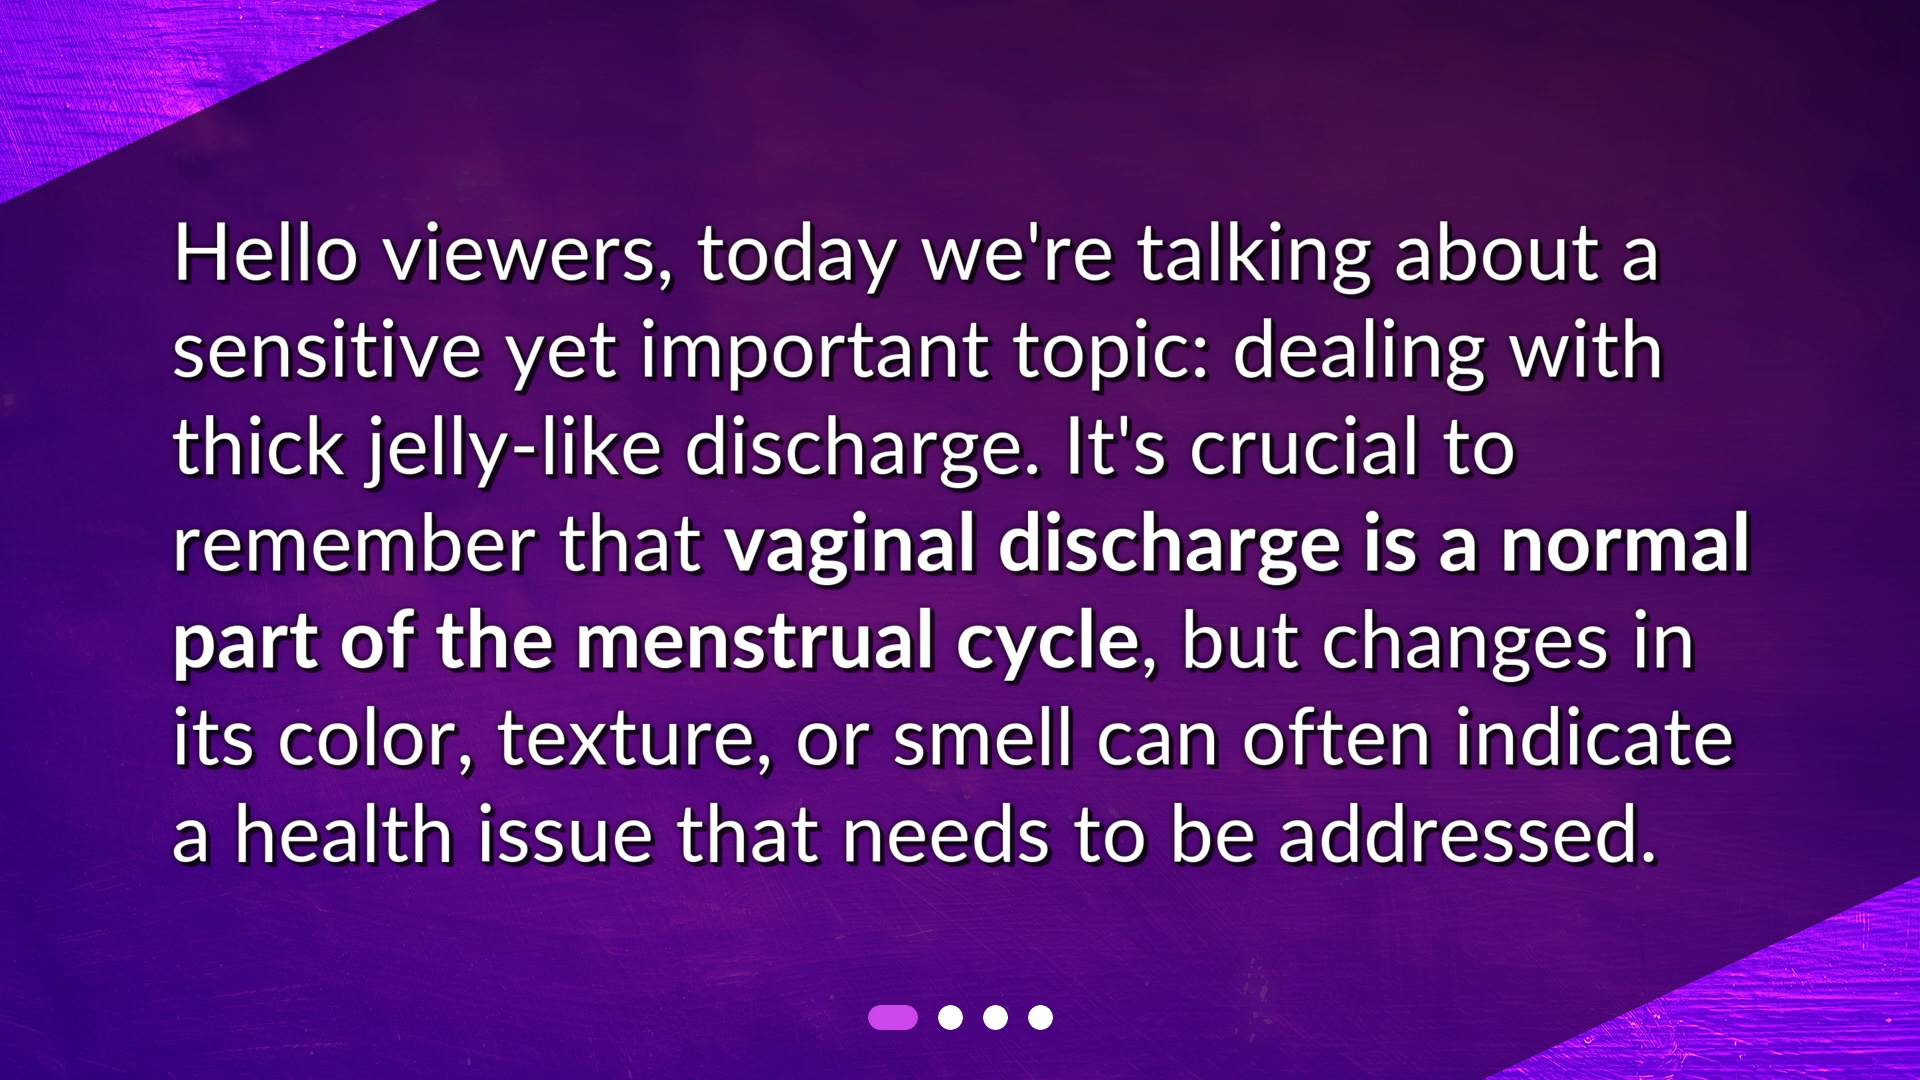 Hello viewers, today we're talking about a
sensitive yet important topic: dealing with
thick jelly-like discharge. It's crucial to
remember that vaginal discharge is a normal
part of the menstrual cycle, but changes in
its color, texture, or smell can often indicate
a health issue that needs to be addressed.